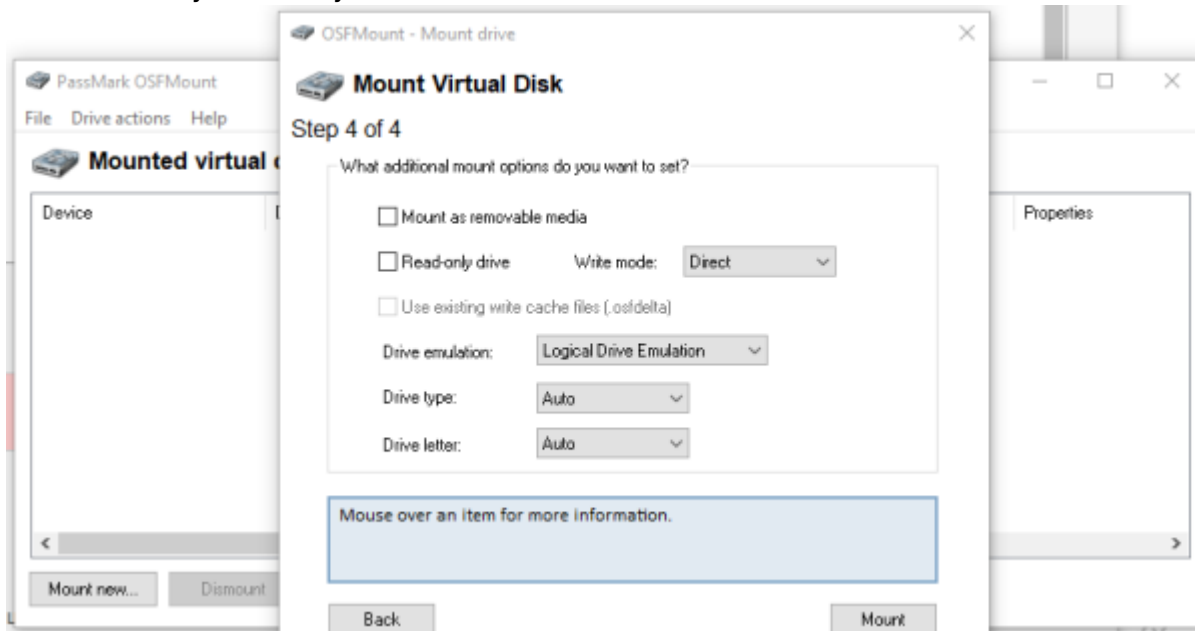 OSFMount - Mount drive
Mount Virtual Disk
Step 4 of 4
What additional mount options do you want to set?
Mount as removable media
Read-only drive Write mode: Direct
Use existing write cache files (.osfdelta)
Drive emulation: Logical Drive Emulation
Drive type: Auto
Drive letter: Auto
Mouse over an item for more information.
Back Mount
PassMark OSFMount
File Drive actions Help
Mounted virtual
Device Properties
Mount new... Dismount